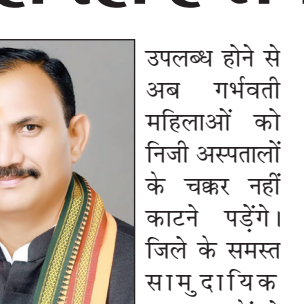 उपलब्ध होने से
अब गर्भवती
महिलाओं को
निजी अस्पतालों
के चक्कर नहीं
काटने पड़ेंगे।
जिले के समस्त
सामुदायिक